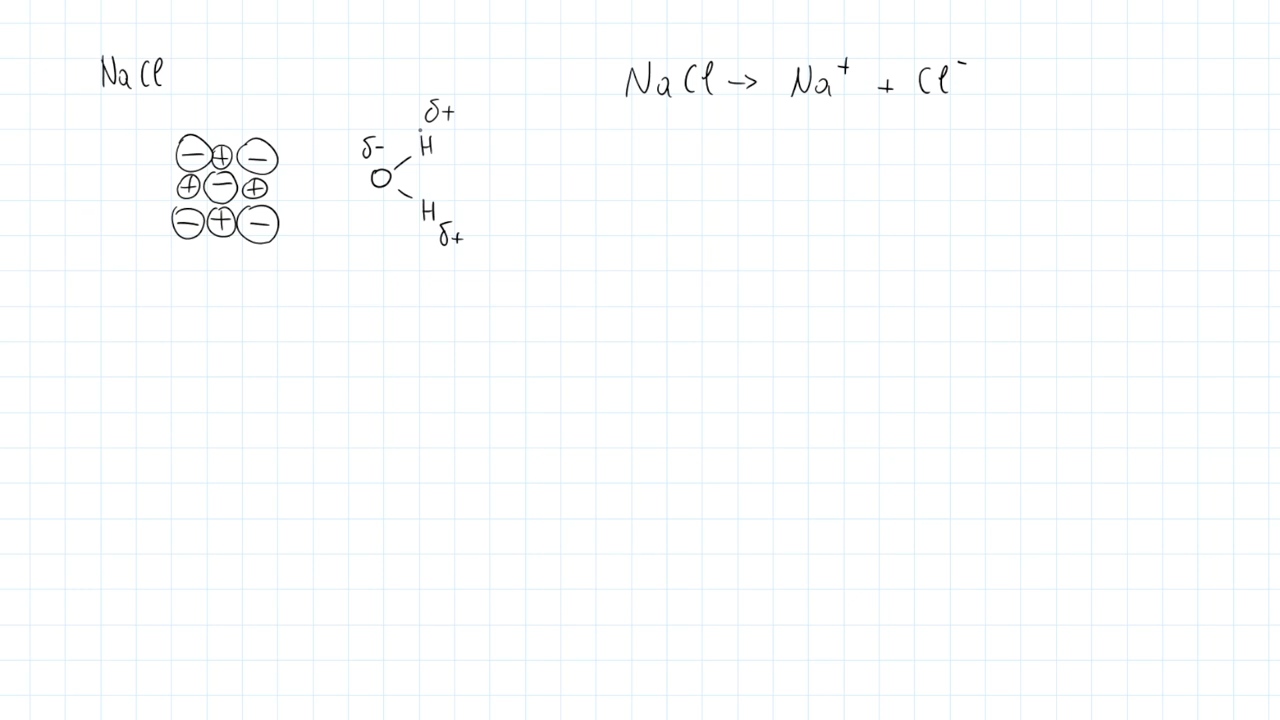 NaCl
NaCl → Na⁺ + Cl⁻
δ+
δ- H
O
H
δ+
− + −
+ − +
− + −